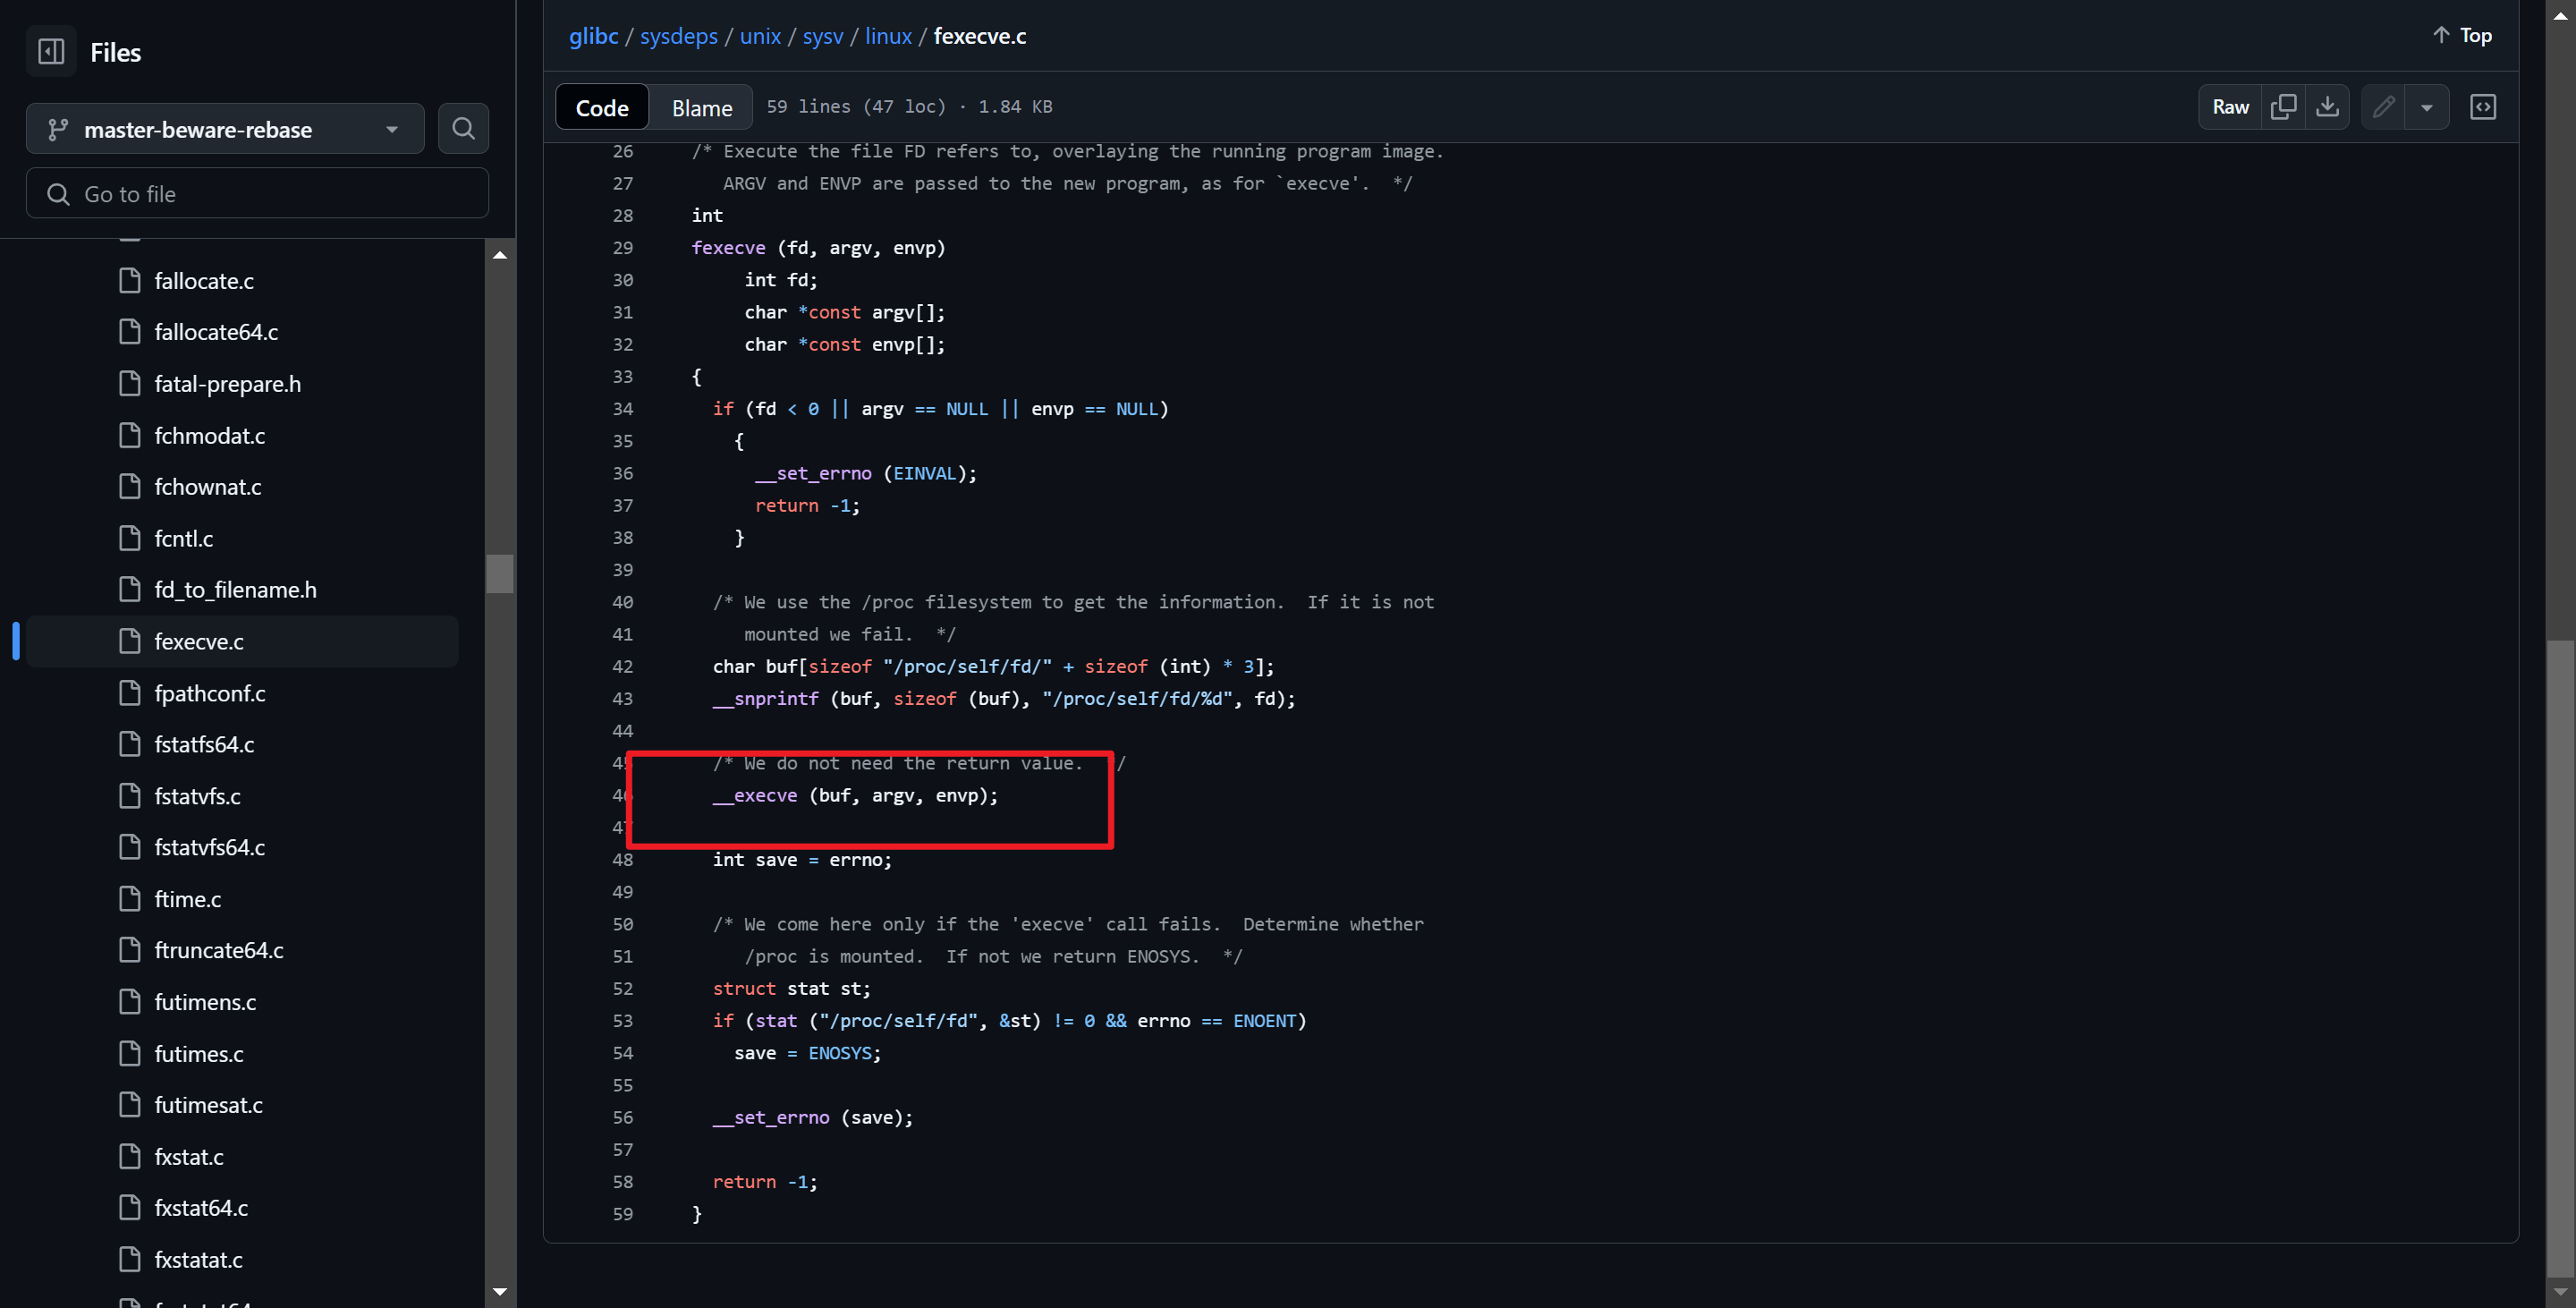 Files
master-beware-rebase
Go to file
fallocate.c
fallocate64.c
fatal-prepare.h
fchmodat.c
fchownat.c
fcntl.c
fd_to_filename.h
fexecve.c
fpathconf.c
fstatfs64.c
fstatvfs.c
fstatvfs64.c
ftime.c
ftruncate64.c
futimens.c
futimes.c
futimesat.c
fxstat.c
fxstat64.c
fxstatat.c
glibc / sysdeps / unix / sysv / linux / fexecve.c
Top
Code Blame 59 lines (47 loc) · 1.84 KB Raw
26 /* Execute the file FD refers to, overlaying the running program image.
27 ARGV and ENVP are passed to the new program, as for `execve'. */
28 int
29 fexecve (fd, argv, envp)
30 int fd;
31 char *const argv[];
32 char *const envp[];
33 {
34 if (fd < 0 || argv == NULL || envp == NULL)
35 {
36 __set_errno (EINVAL);
37 return -1;
38 }
39
40 /* We use the /proc filesystem to get the information. If it is not
41 mounted we fail. */
42 char buf[sizeof "/proc/self/fd/" + sizeof (int) * 3];
43 __snprintf (buf, sizeof (buf), "/proc/self/fd/%d", fd);
44
45 /* We do not need the return value. */
46 __execve (buf, argv, envp);
47
48 int save = errno;
49
50 /* We come here only if the 'execve' call fails. Determine whether
51 /proc is mounted. If not we return ENOSYS. */
52 struct stat st;
53 if (stat ("/proc/self/fd", &st) != 0 && errno == ENOENT)
54 save = ENOSYS;
55
56 __set_errno (save);
57
58 return -1;
59 }